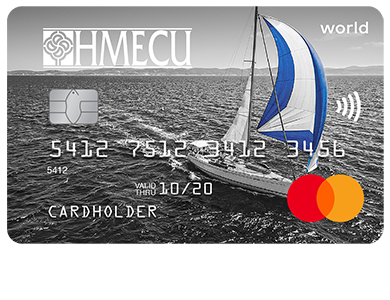 HMECU
world
5412 7512 3412 3456
5412
VALID THRU 10/20
CARDHOLDER